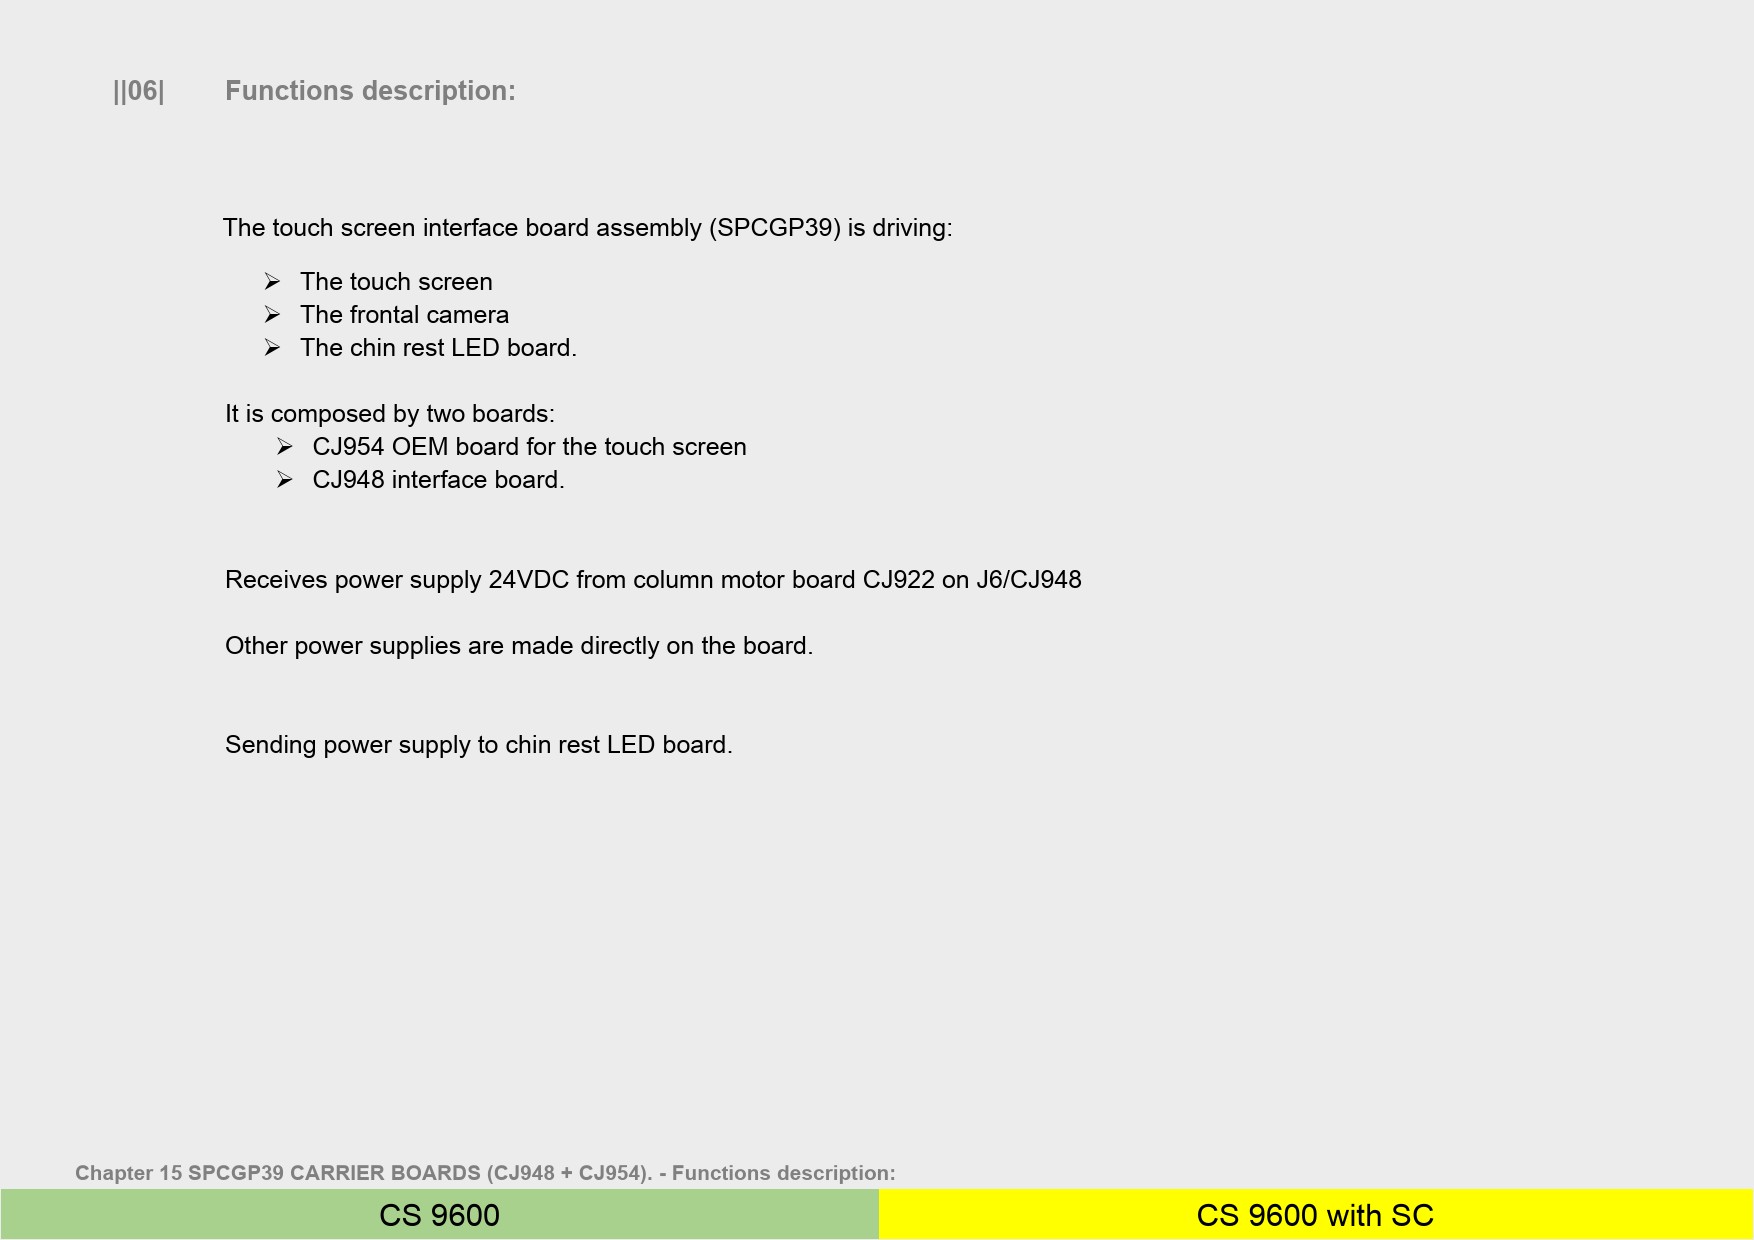 ||06| Functions description:
The touch screen interface board assembly (SPCGP39) is driving:
➢ The touch screen
➢ The frontal camera
➢ The chin rest LED board.
It is composed by two boards:
➢ CJ954 OEM board for the touch screen
➢ CJ948 interface board.
Receives power supply 24VDC from column motor board CJ922 on J6/CJ948
Other power supplies are made directly on the board.
Sending power supply to chin rest LED board.
Chapter 15 SPCGP39 CARRIER BOARDS (CJ948 + CJ954). - Functions description:
CS 9600 CS 9600 with SC